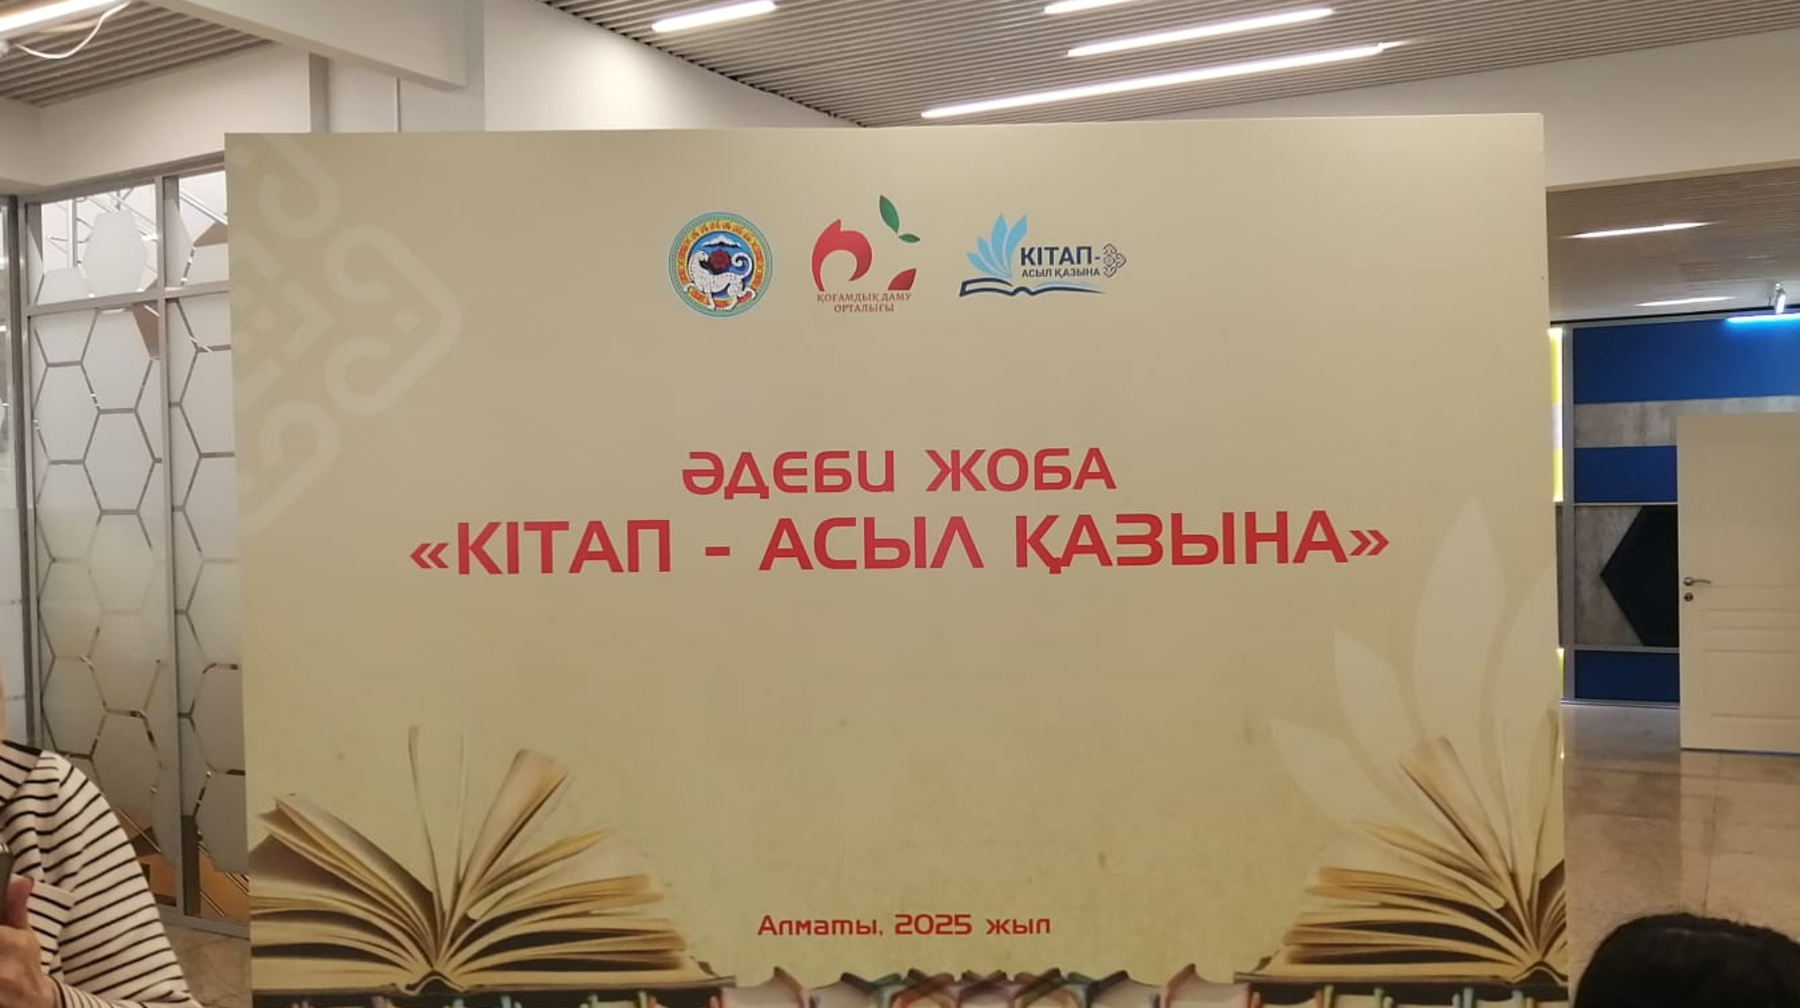 ҚОҒАМДЫҚ ДАМУ
ОРТАЛЫҒЫ
КІТАП-
АСЫЛ ҚАЗЫНА
ӘДЕБИ ЖОБА
«КІТАП - АСЫЛ ҚАЗЫНА»
Алматы, 2025 жыл